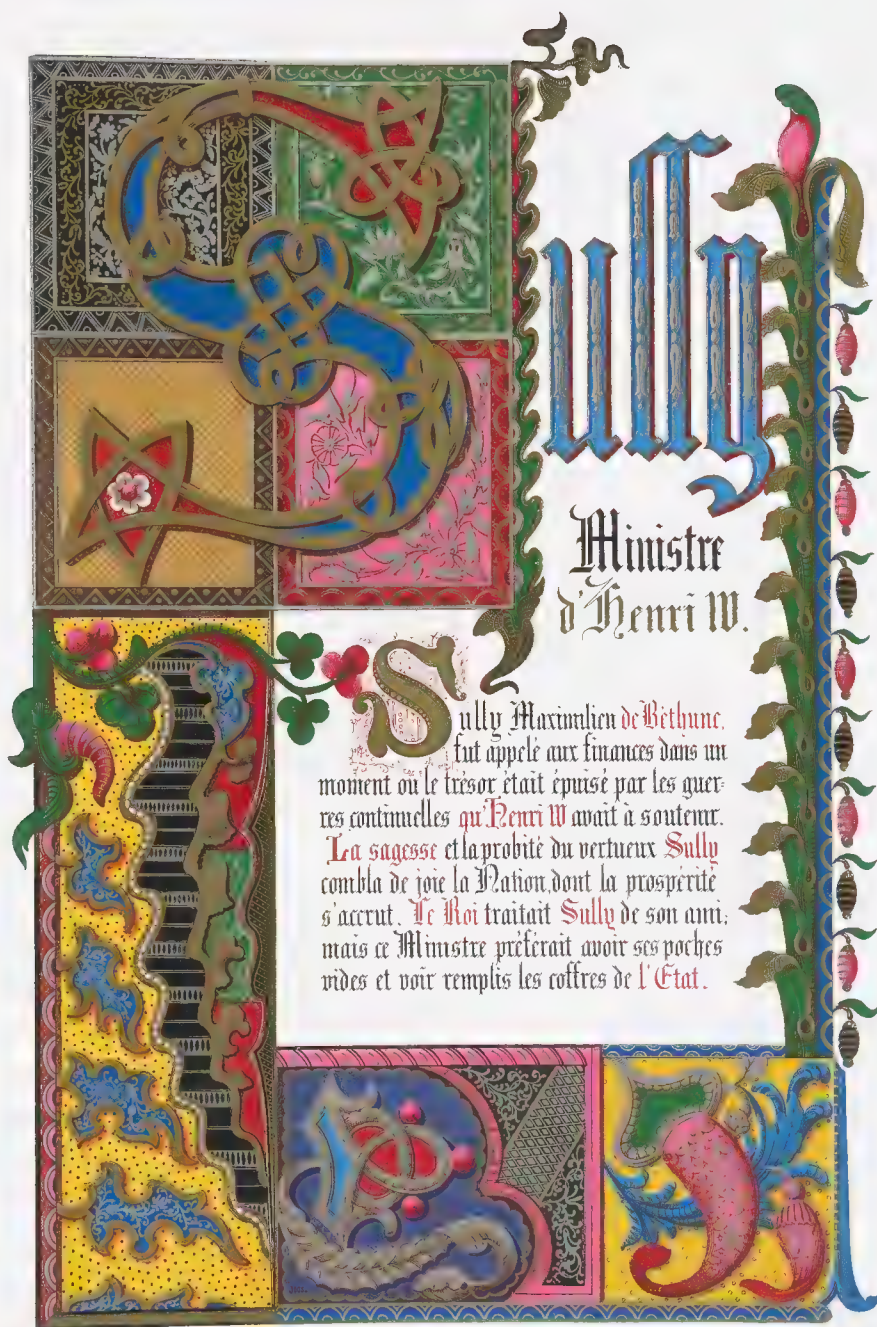 Sully
Ministre
d'Henri IV.
Sully Maximilien de Béthune.
fut appelé aux finances dans un
moment où le trésor était épuisé par les guer-
res continuelles qu'Henri IV avait à soutenir.
La sagesse et la probité du vertueux Sully
combla de joie la Nation, dont la prospérité
s'accrut. Le Roi traitait Sully de son ami;
mais ce Ministre préférait avoir ses poches
vides et voir remplis les coffres de l'Etat.